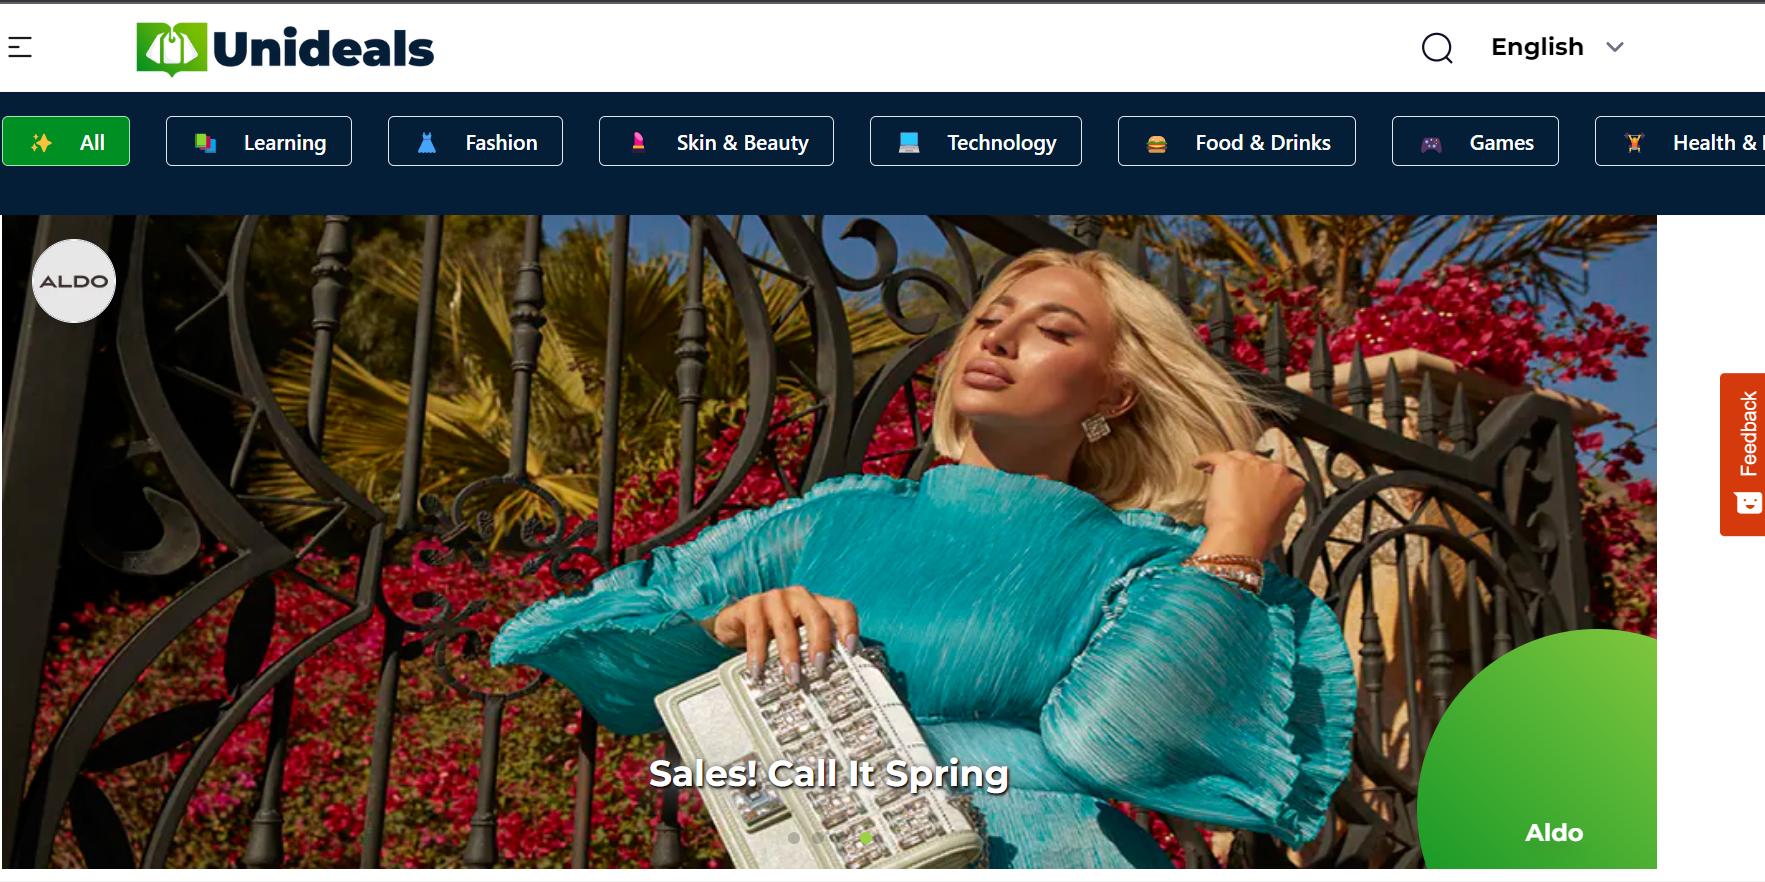 Unideals
English
All
Learning
Fashion
Skin & Beauty
Technology
Food & Drinks
Games
Health &
ALDO
Feedback
Sales! Call It Spring
Aldo